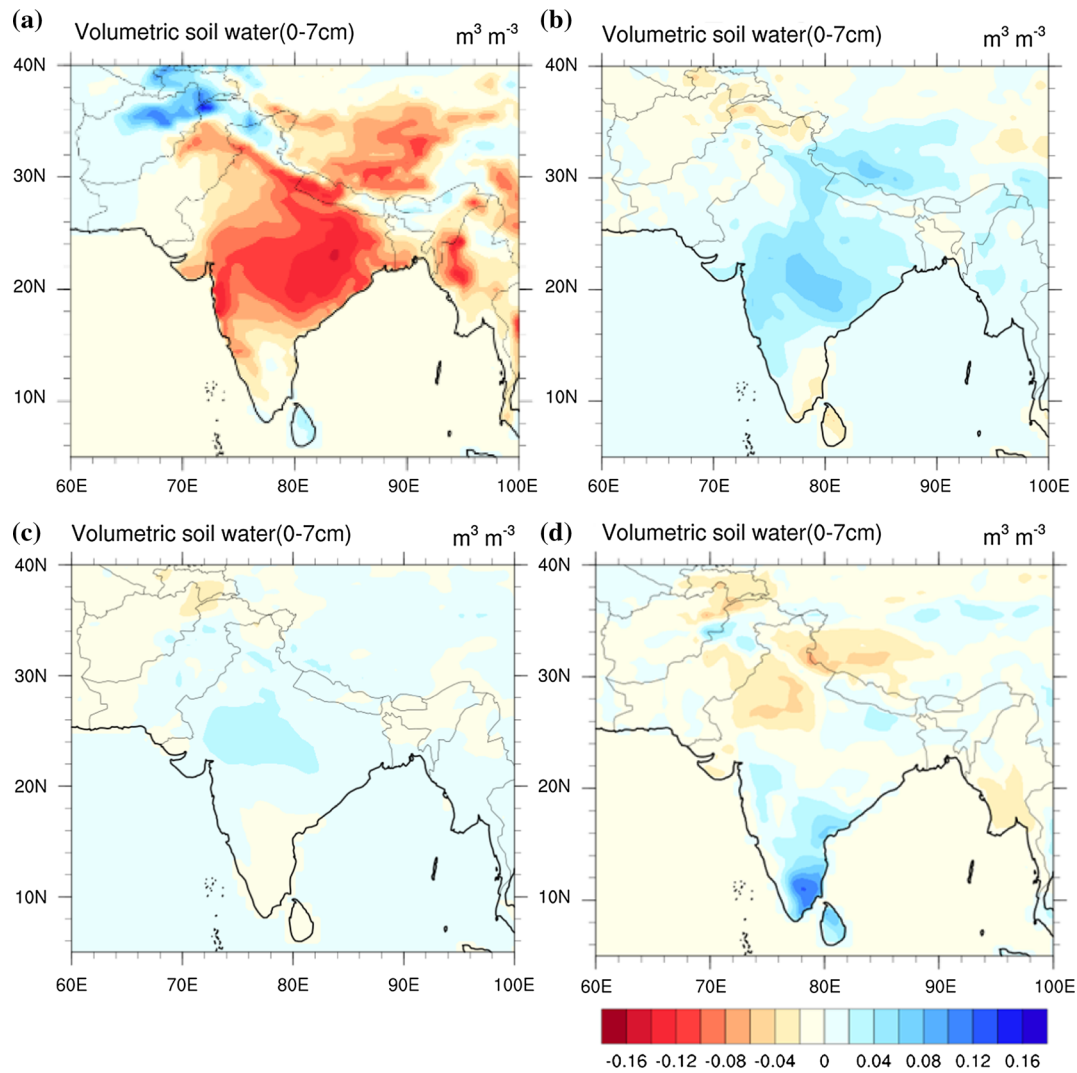 (a) Volumetric soil water(0-7cm) m³ m⁻³
40N
30N
20N
10N
60E 70E 80E 90E 100E
(b) Volumetric soil water(0-7cm) m³ m⁻³
40N
30N
20N
10N
60E 70E 80E 90E 100E
(c) Volumetric soil water(0-7cm) m³ m⁻³
40N
30N
20N
10N
60E 70E 80E 90E 100E
(d) Volumetric soil water(0-7cm) m³ m⁻³
40N
30N
20N
10N
60E 70E 80E 90E 100E
-0.16 -0.12 -0.08 -0.04 0 0.04 0.08 0.12 0.16